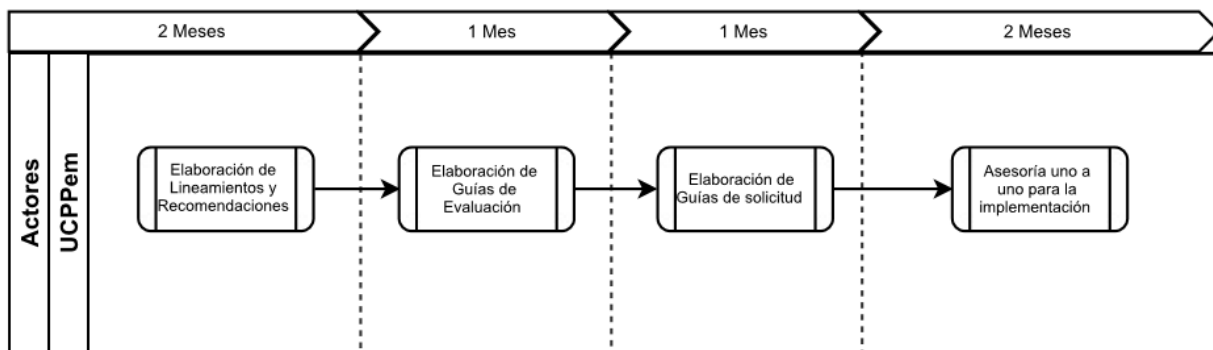 2 Meses
1 Mes
1 Mes
2 Meses
Actores
UCPPem
Elaboración de
Lineamientos y
Recomendaciones
Elaboración de
Guías de
Evaluación
Elaboración de
Guías de solicitud
Asesoría uno a
uno para la
implementación